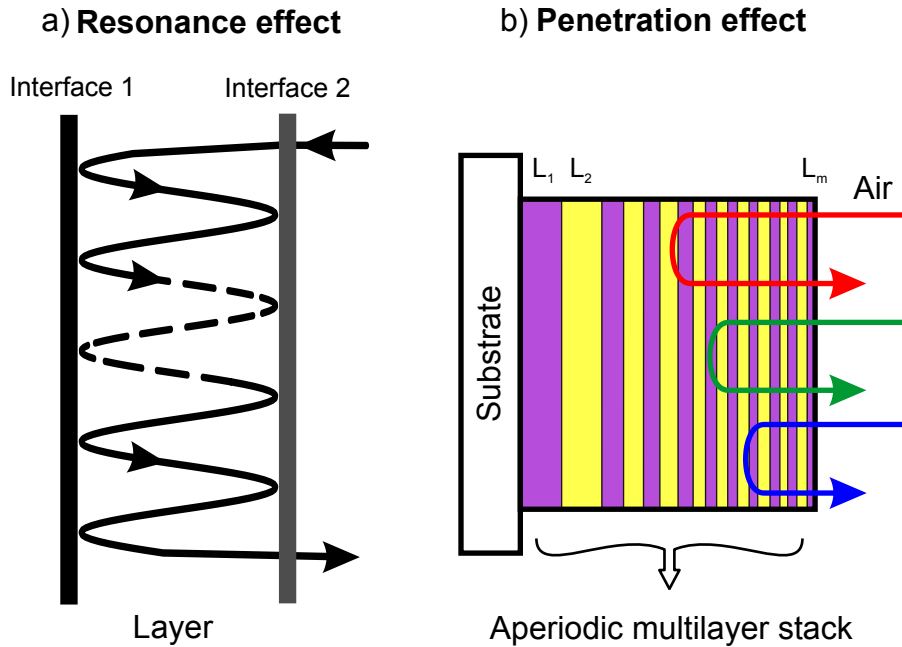 a) Resonance effect
Interface 1
Interface 2
Layer
b) Penetration effect
L1 L2 Lm
Air
Substrate
Aperiodic multilayer stack